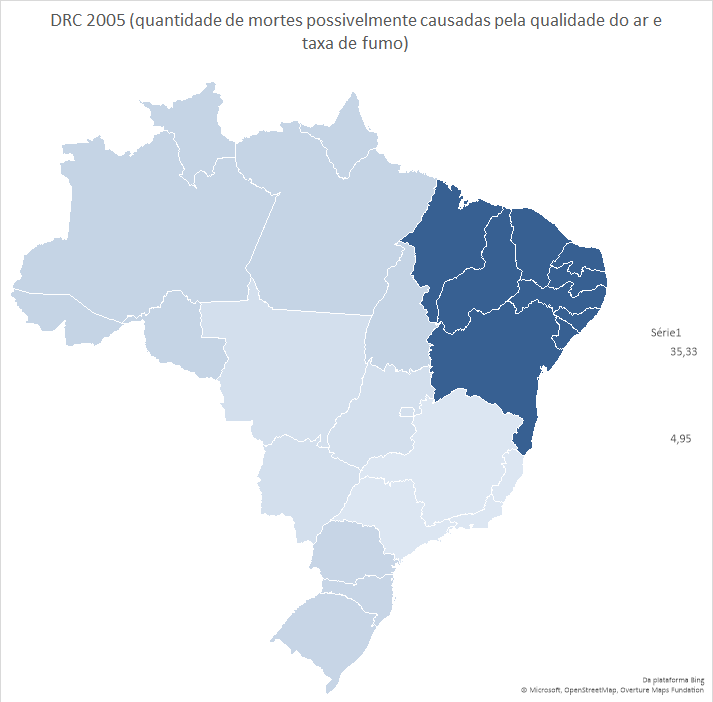 DRC 2005 (quantidade de mortes possivelmente causadas pela qualidade do ar e
taxa de fumo)
Série1
35,33
4,95
Da plataforma Bing
© Microsoft, OpenStreetMap, Overture Maps Fundation